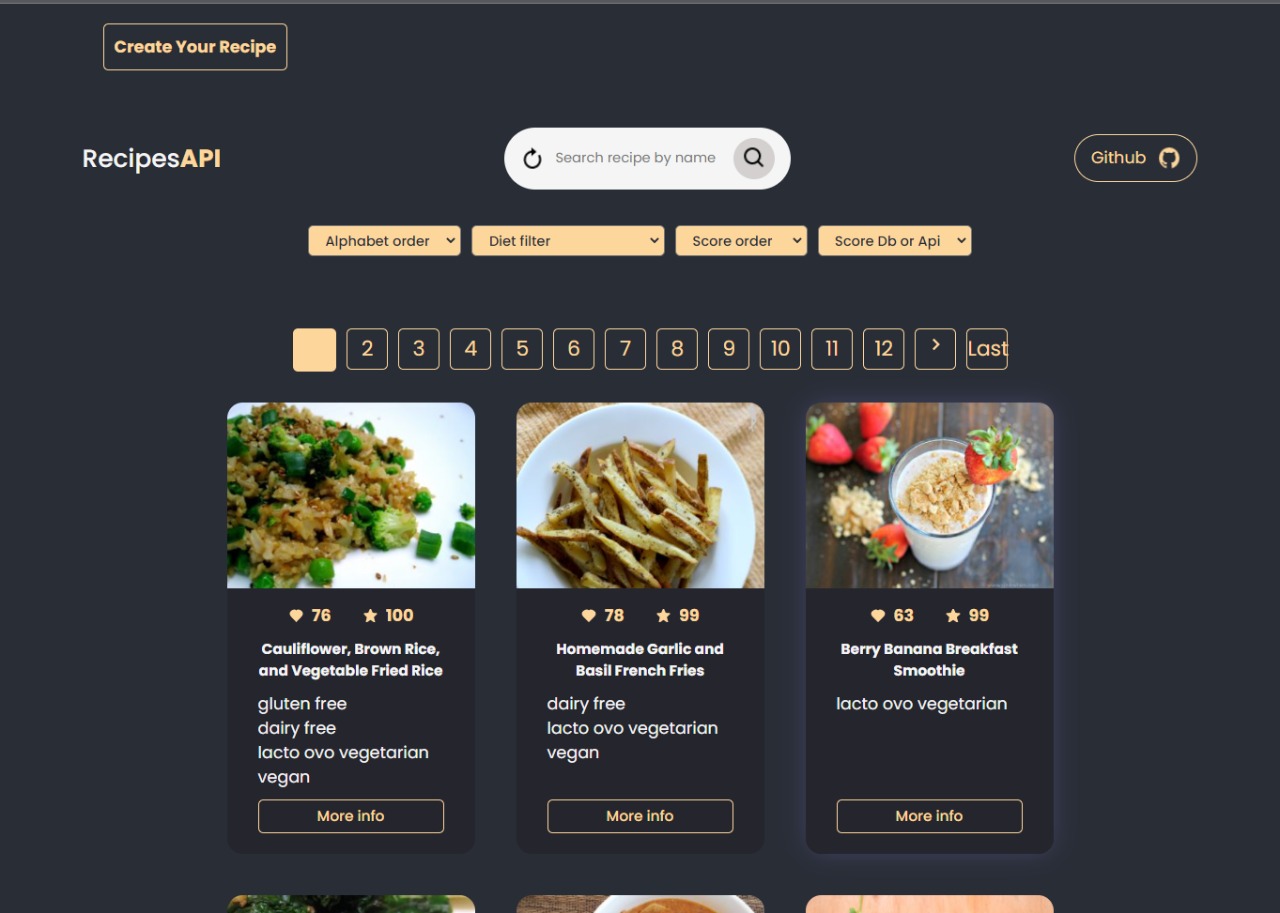 Create Your Recipe
RecipesAPI
Search recipe by name
Github
Alphabet order
Diet filter
Score order
Score Db or Api
2 3 4 5 6 7 8 9 10 11 12 > Last
76 100
Cauliflower, Brown Rice,
and Vegetable Fried Rice
gluten free
dairy free
lacto ovo vegetarian
vegan
More info
78 99
Homemade Garlic and
Basil French Fries
dairy free
lacto ovo vegetarian
vegan
More info
63 99
Berry Banana Breakfast
Smoothie
lacto ovo vegetarian
More info